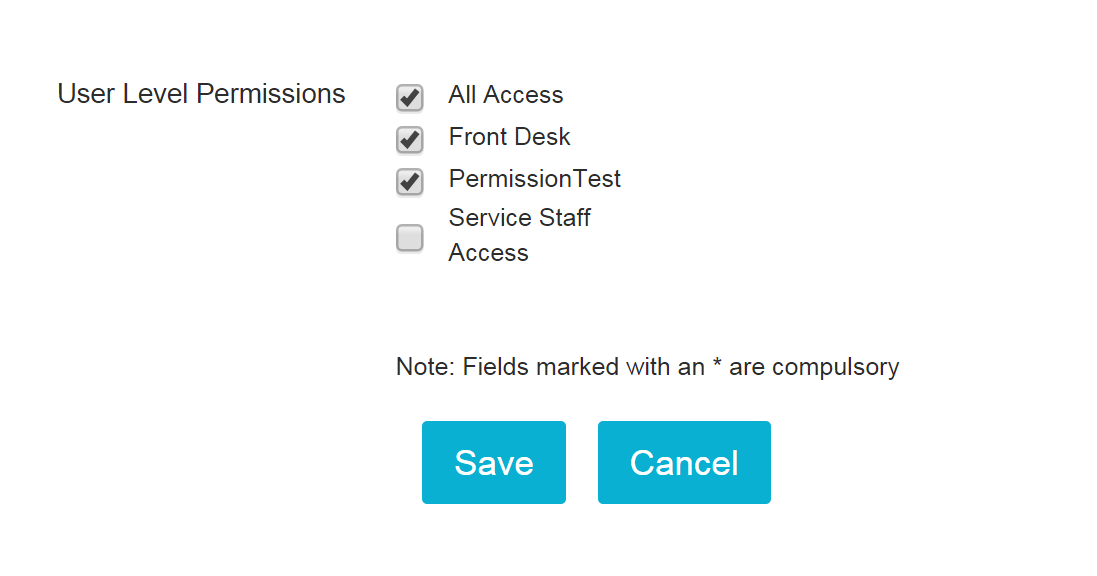 User Level Permissions
All Access
Front Desk
PermissionTest
Service Staff
Access
Note: Fields marked with an * are compulsory
Save
Cancel